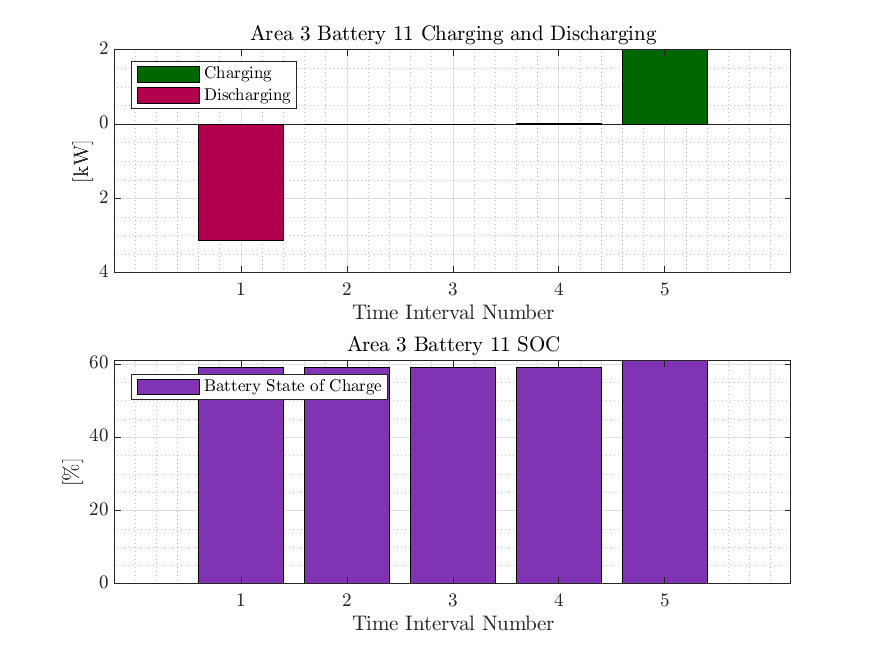 Area 3 Battery 11 Charging and Discharging
2
Charging
Discharging
0
[kW]
2
4
1 2 3 4 5
Time Interval Number
Area 3 Battery 11 SOC
60
Battery State of Charge
40
[%]
20
0
1 2 3 4 5
Time Interval Number